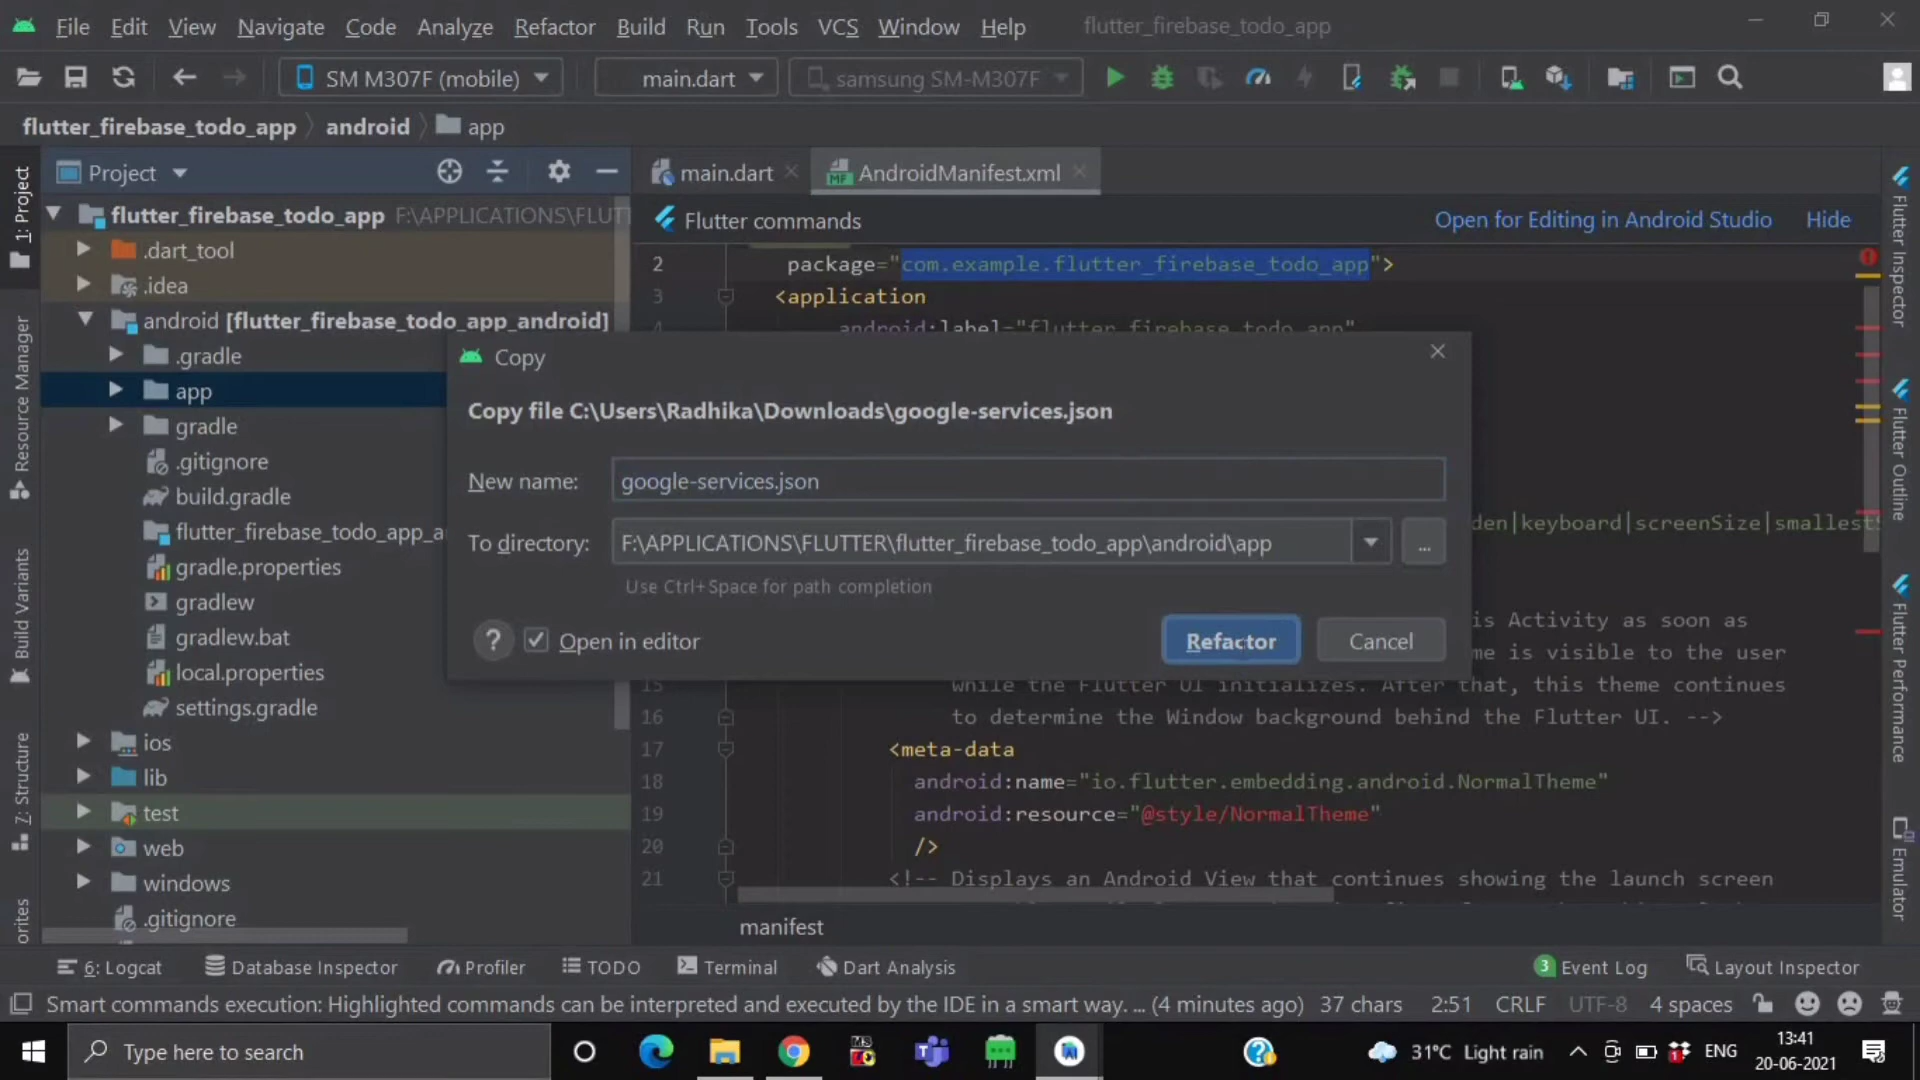 File Edit View Navigate Code Analyze Refactor Build Run Tools VCS Window Help flutter_firebase_todo_app
SM M307F (mobile) main.dart samsung SM-M307F
flutter_firebase_todo_app android app
1: Project
Resource Manager
Build Variants
7: Structure
orites
Project
flutter_firebase_todo_app F:\APPLICATIONS\FLUT
.dart_tool
.idea
android [flutter_firebase_todo_app_android]
.gradle
app
gradle
.gitignore
build.gradle
flutter_firebase_todo_app_a
gradle.properties
gradlew
gradlew.bat
local.properties
settings.gradle
ios
lib
test
web
windows
.gitignore
main.dart AndroidManifest.xml
Flutter commands Open for Editing in Android Studio Hide
2 package="com.example.flutter_firebase_todo_app">
3 <application
android:label="flutter_firebase_todo_app"
Copy
Copy file C:\Users\Radhika\Downloads\google-services.json
New name: google-services.json
To directory: F:\APPLICATIONS\FLUTTER\flutter_firebase_todo_app\android\app ...
Use Ctrl+Space for path completion
? Open in editor Refactor Cancel
den|keyboard|screenSize|smallestS
is Activity as soon as
me is visible to the user
15 while the Flutter UI initializes. After that, this theme continues
16 to determine the Window background behind the Flutter UI. -->
17 <meta-data
18 android:name="io.flutter.embedding.android.NormalTheme"
19 android:resource="@style/NormalTheme"
20 />
21 <!-- Displays an Android View that continues showing the launch screen
manifest
Flutter Inspector
Flutter Outline
Flutter Performance
Emulator
6: Logcat Database Inspector Profiler TODO Terminal Dart Analysis 3 Event Log Layout Inspector
Smart commands execution: Highlighted commands can be interpreted and executed by the IDE in a smart way. ... (4 minutes ago) 37 chars 2:51 CRLF UTF-8 4 spaces
Type here to search 31°C Light rain ENG 13:41
20-06-2021